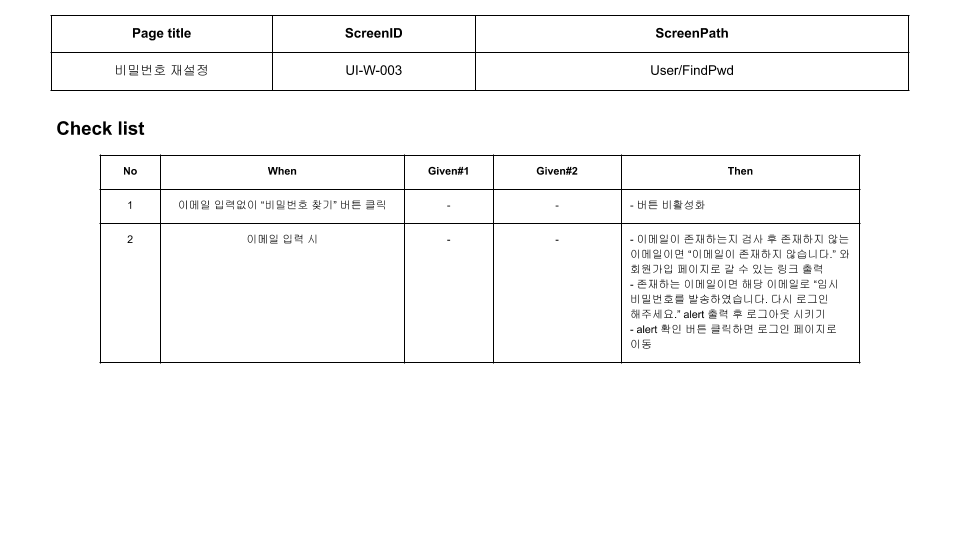 Page title ScreenID ScreenPath
비밀번호 재설정 UI-W-003 User/FindPwd
Check list
No When Given#1 Given#2 Then
1 이메일 입력없이 “비밀번호 찾기” 버튼 클릭 - - - 버튼 비활성화
2 이메일 입력 시 - - - 이메일이 존재하는지 검사 후 존재하지 않는
이메일이면 “이메일이 존재하지 않습니다.” 와
회원가입 페이지로 갈 수 있는 링크 출력
- 존재하는 이메일이면 해당 이메일로 “임시
비밀번호를 발송하였습니다. 다시 로그인
해주세요.” alert 출력 후 로그아웃 시키기
- alert 확인 버튼 클릭하면 로그인 페이지로
이동